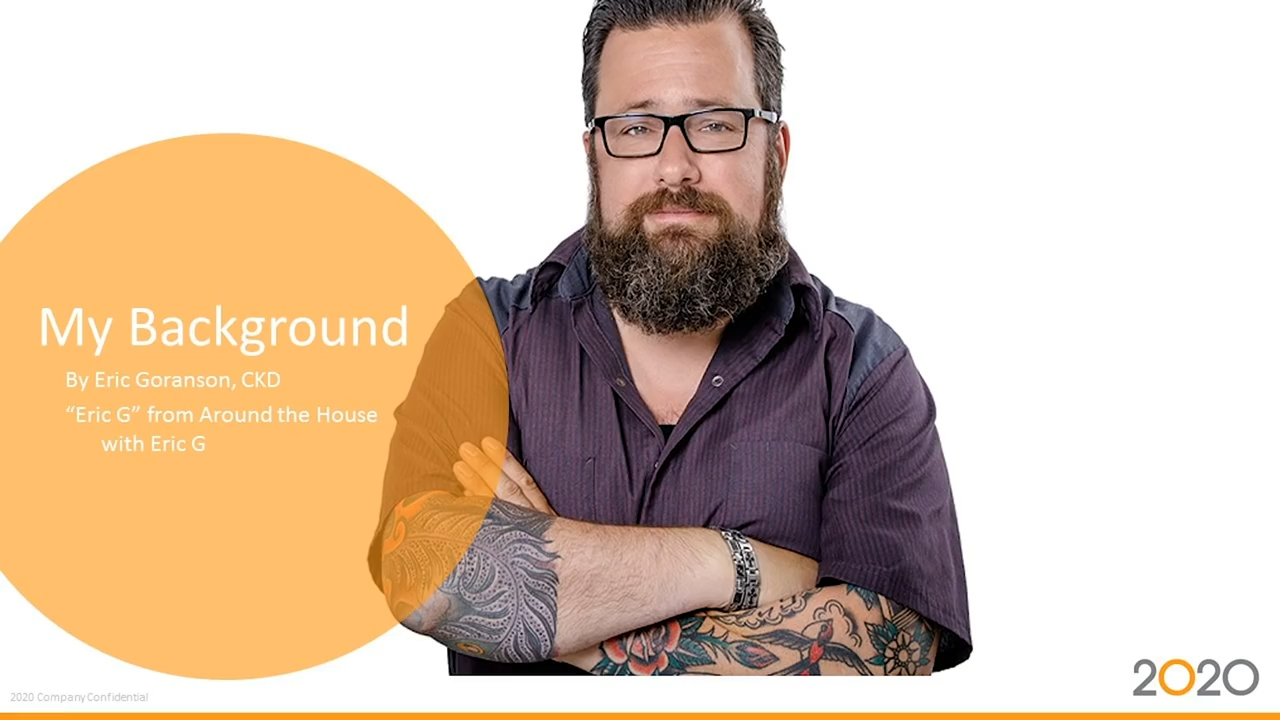 My Background
By Eric Goranson, CKD
“Eric G” from Around the House
with Eric G
2020 Company Confidential
2020